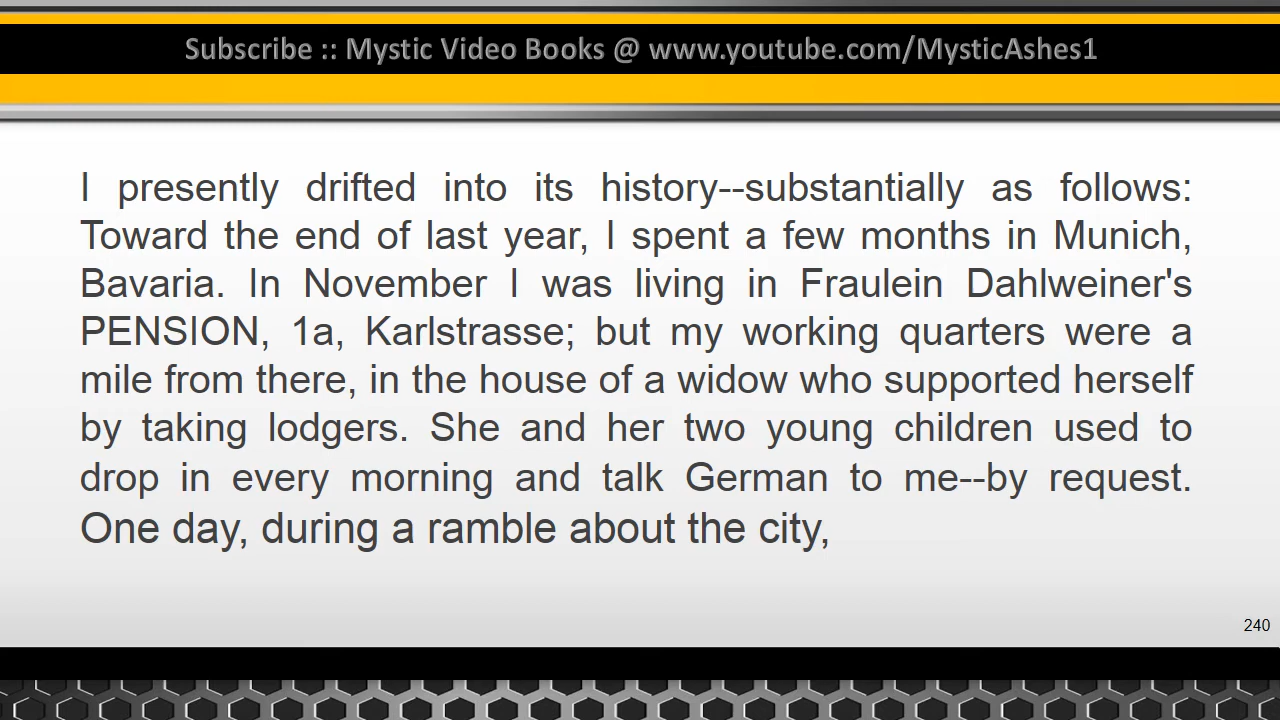 Subscribe :: Mystic Video Books @ www.youtube.com/MysticAshes1
I presently drifted into its history--substantially as follows:
Toward the end of last year, I spent a few months in Munich,
Bavaria. In November I was living in Fraulein Dahlweiner's
PENSION, 1a, Karlstrasse; but my working quarters were a
mile from there, in the house of a widow who supported herself
by taking lodgers. She and her two young children used to
drop in every morning and talk German to me--by request.
One day, during a ramble about the city,
240